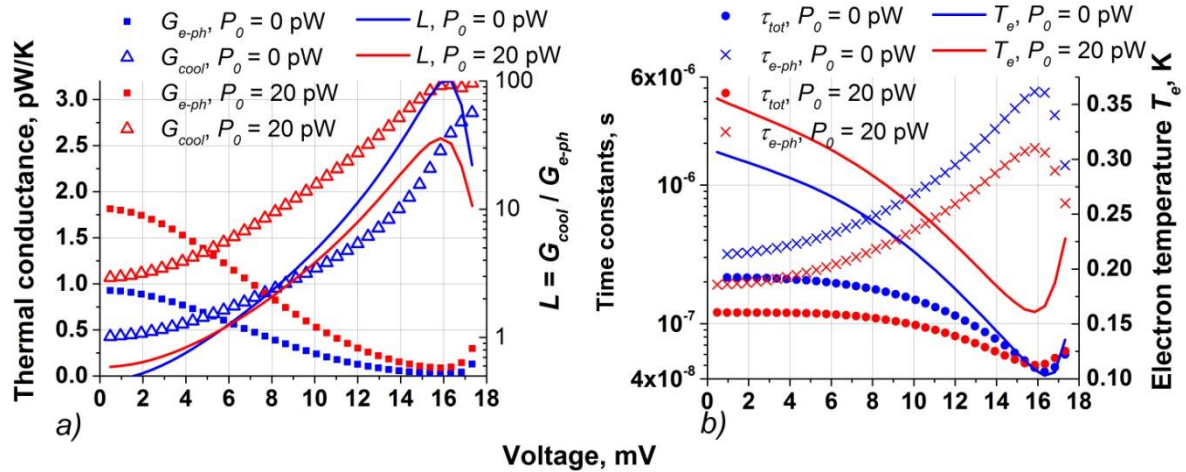 G_e-ph, P_0 = 0 pW
G_cool, P_0 = 0 pW
G_e-ph, P_0 = 20 pW
G_cool, P_0 = 20 pW
L, P_0 = 0 pW
L, P_0 = 20 pW
Thermal conductance, pW/K
3.0
2.5
2.0
1.5
1.0
0.5
0.0
100
10
1
L = G_cool / G_e-ph
0 2 4 6 8 10 12 14 16 18
a)
τ_tot, P_0 = 0 pW
τ_e-ph, P_0 = 0 pW
τ_tot, P_0 = 20 pW
τ_e-ph, P_0 = 20 pW
T_e, P_0 = 0 pW
T_e, P_0 = 20 pW
Time constants, s
6x10^-6
10^-6
10^-7
4x10^-8
0.35
0.30
0.25
0.20
0.15
0.10
Electron temperature T_e, K
0 2 4 6 8 10 12 14 16 18
b)
Voltage, mV